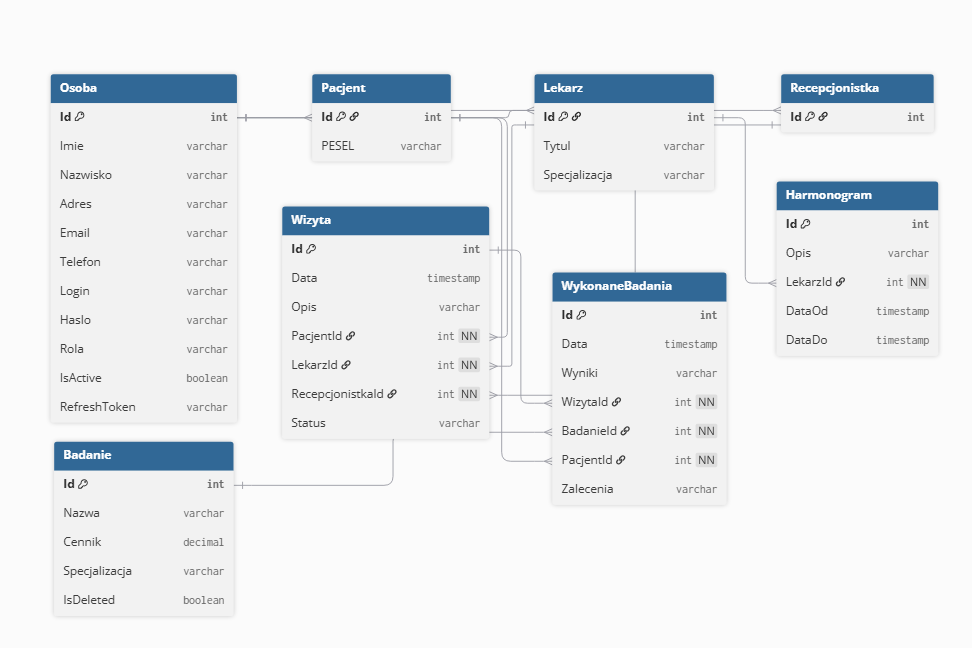 Osoba
Id int
Imie varchar
Nazwisko varchar
Adres varchar
Email varchar
Telefon varchar
Login varchar
Haslo varchar
Rola varchar
IsActive boolean
RefreshToken varchar
Pacjent
Id int
PESEL varchar
Lekarz
Id int
Tytul varchar
Specjalizacja varchar
Recepcjonistka
Id int
Wizyta
Id int
Data timestamp
Opis varchar
PacjentId int NN
LekarzId int NN
RecepcjonistkaId int NN
Status varchar
WykonaneBadania
Id int
Data timestamp
Wyniki varchar
WizytaId int NN
BadanieId int NN
PacjentId int NN
Zalecenia varchar
Harmonogram
Id int
Opis varchar
LekarzId int NN
DataOd timestamp
DataDo timestamp
Badanie
Id int
Nazwa varchar
Cennik decimal
Specjalizacja varchar
IsDeleted boolean